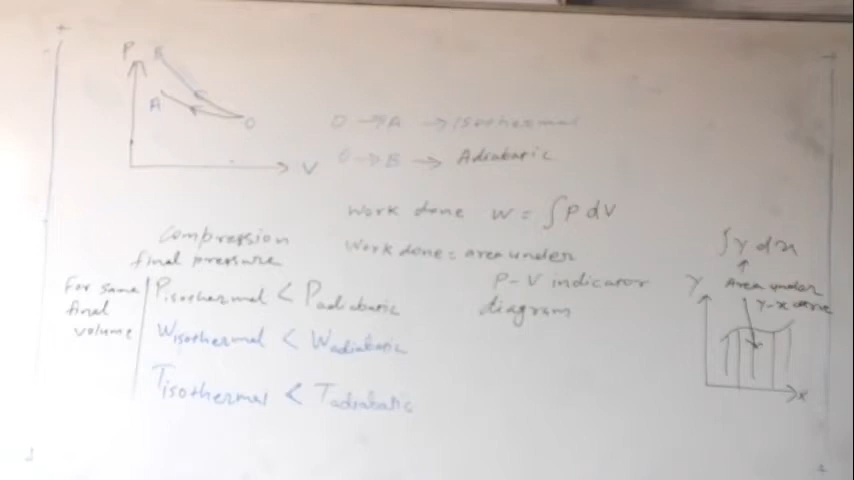 P B
A
O
V
O → A → Isothermal
O → B → Adiabatic
Work done W = ∫ P dV
Work done = area under
P-V indicator
diagram
Compression
final pressure
For same
final
volume
Pisothermal < Padiabatic
Wisothermal < Wadiabatic
Tisothermal < Tadiabatic
∫ y dx
Area under
y-x curve
Y
x